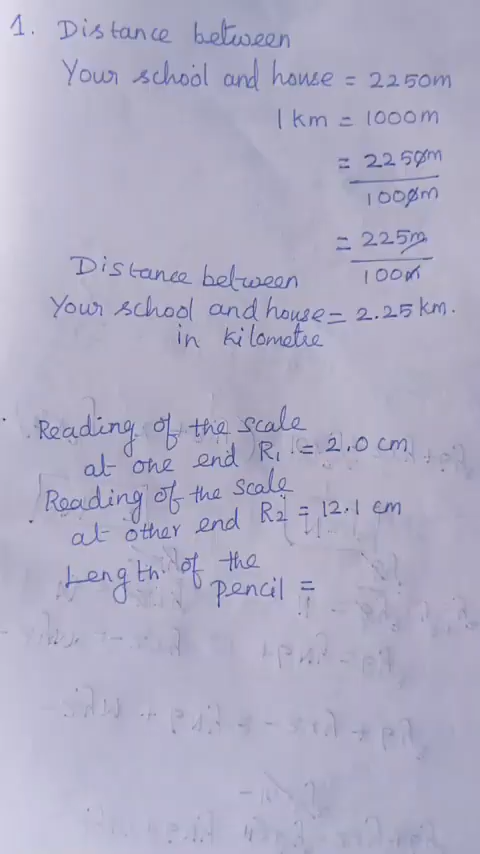 1. Distance between
Your school and house = 2250m
1 km = 1000m
= 2250m
1000m
= 225m
100m
Distance between
Your school and house = 2.25 km.
in kilometre
Reading of the scale
at one end R1 = 2.0 cm
Reading of the scale
at other end R2 = 12.1 cm
Length of the
pencil =